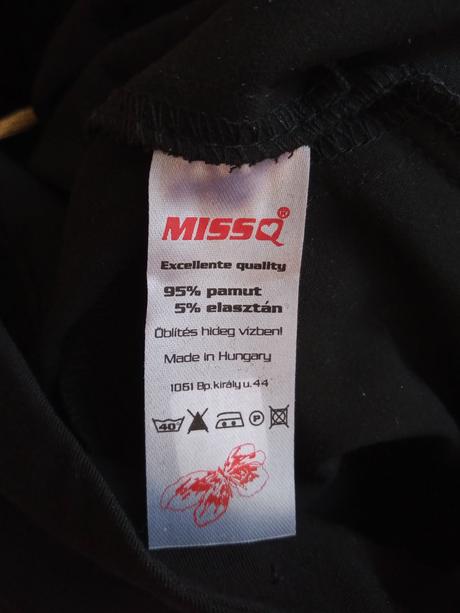 MISSQ®
Excellente quality
95% pamut
5% elasztán
Öblítés hideg vízben!
Made in Hungary
1061 Bp. király u. 44
40° P